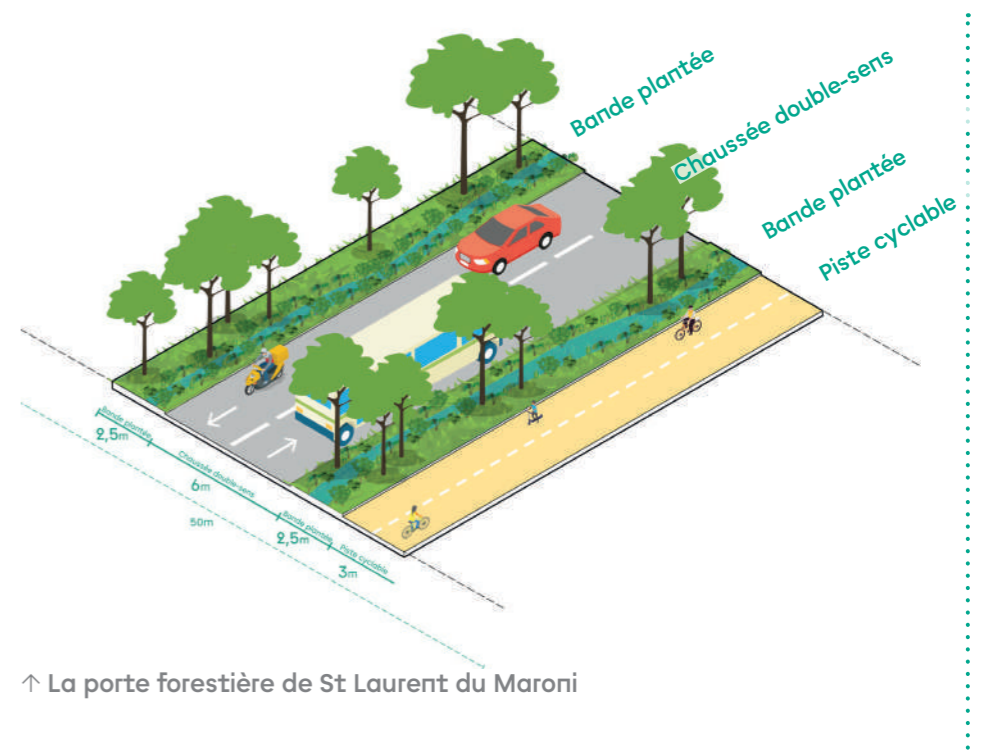 Bande plantée
Chaussée double-sens
Bande plantée
Piste cyclable
Bande plantée
2,5m
Chaussée double-sens
6m
50m
Bande plantée
2,5m
Piste cyclable
3m
↑ La porte forestière de St Laurent du Maroni